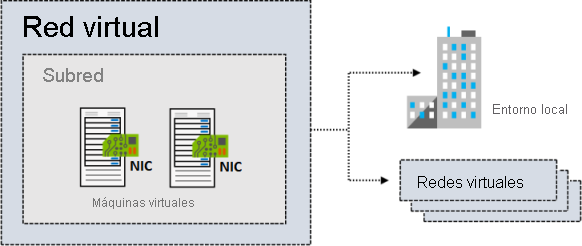 Red virtual
Subred
NIC
NIC
Máquinas virtuales
Entorno local
Redes virtuales